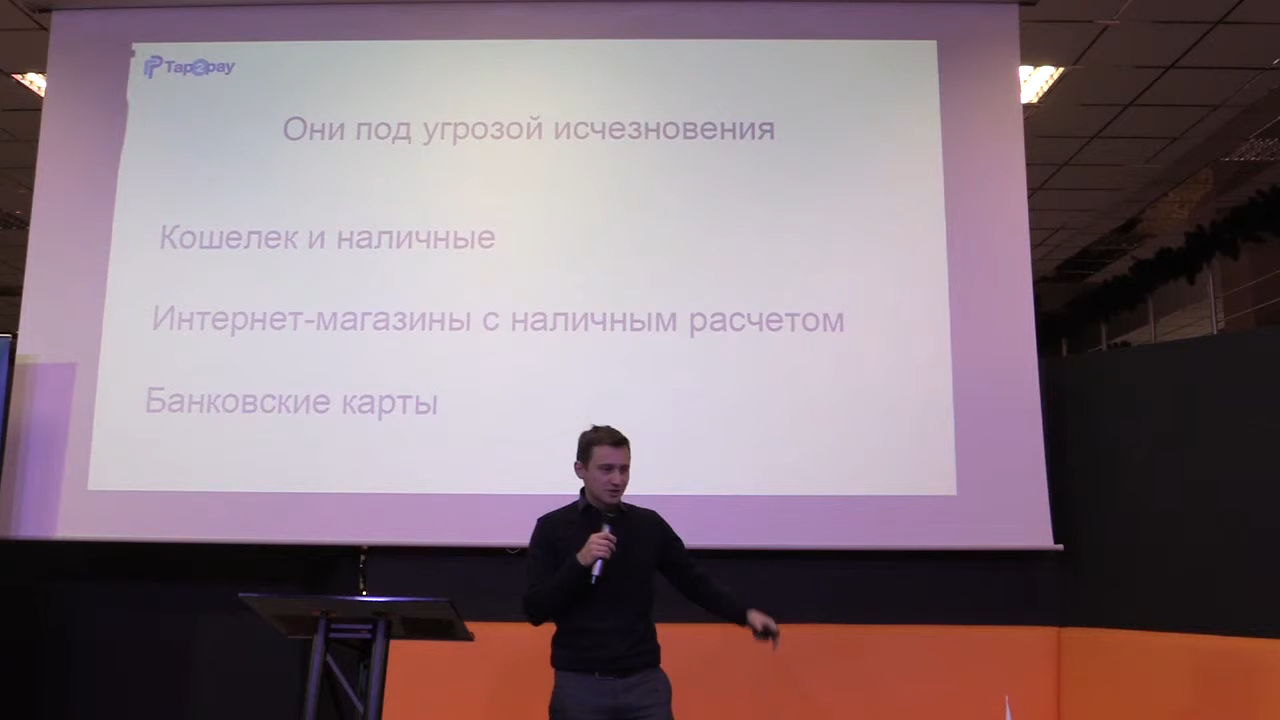 Tap2pay
Они под угрозой исчезновения
Кошелек и наличные
Интернет-магазины с наличным расчетом
Банковские карты